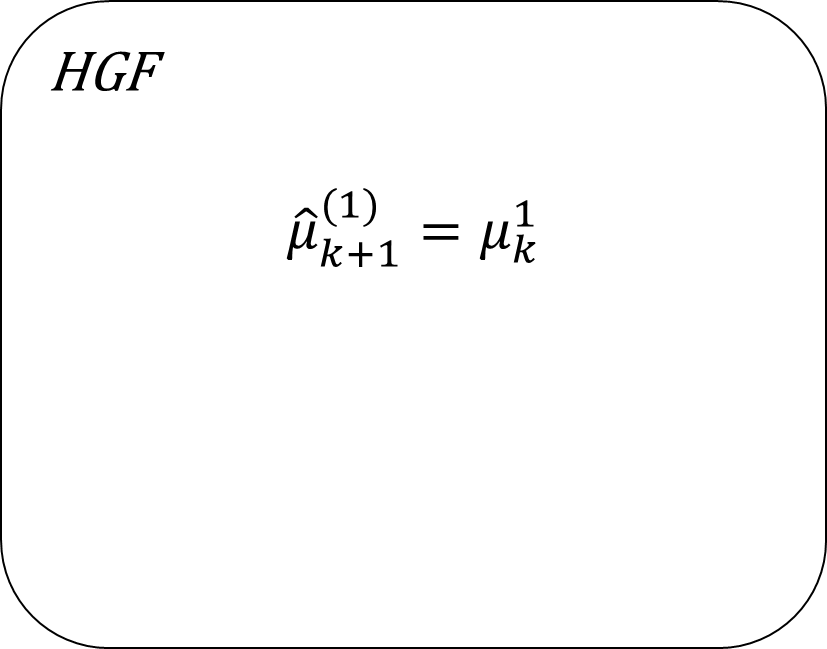 HGF
μ̂_{k+1}^{(1)} = μ_k^1